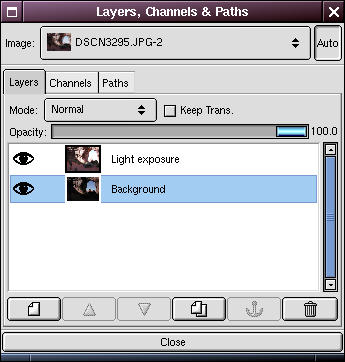 Layers, Channels & Paths
Image: DSCN3295.JPG-2 Auto
Layers Channels Paths
Mode: Normal Keep Trans.
Opacity: 100.0
Light exposure
Background
Close